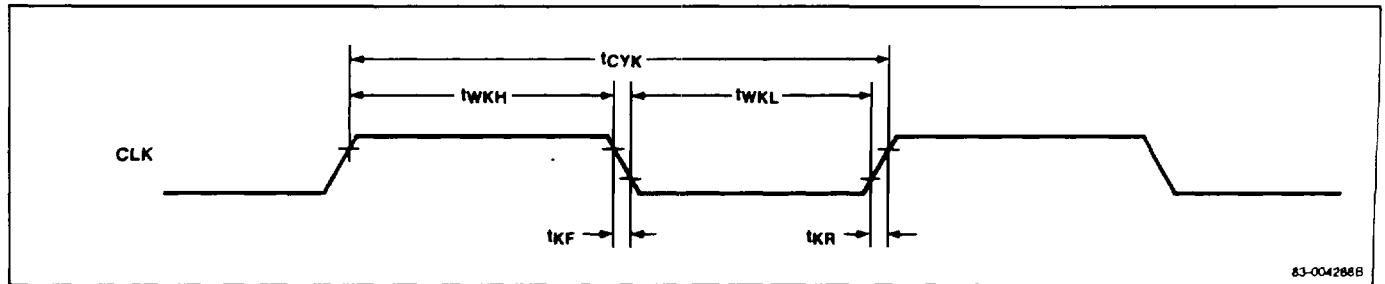 tCYK
tWKH
tWKL
CLK
tKF
tKR
83-004288B